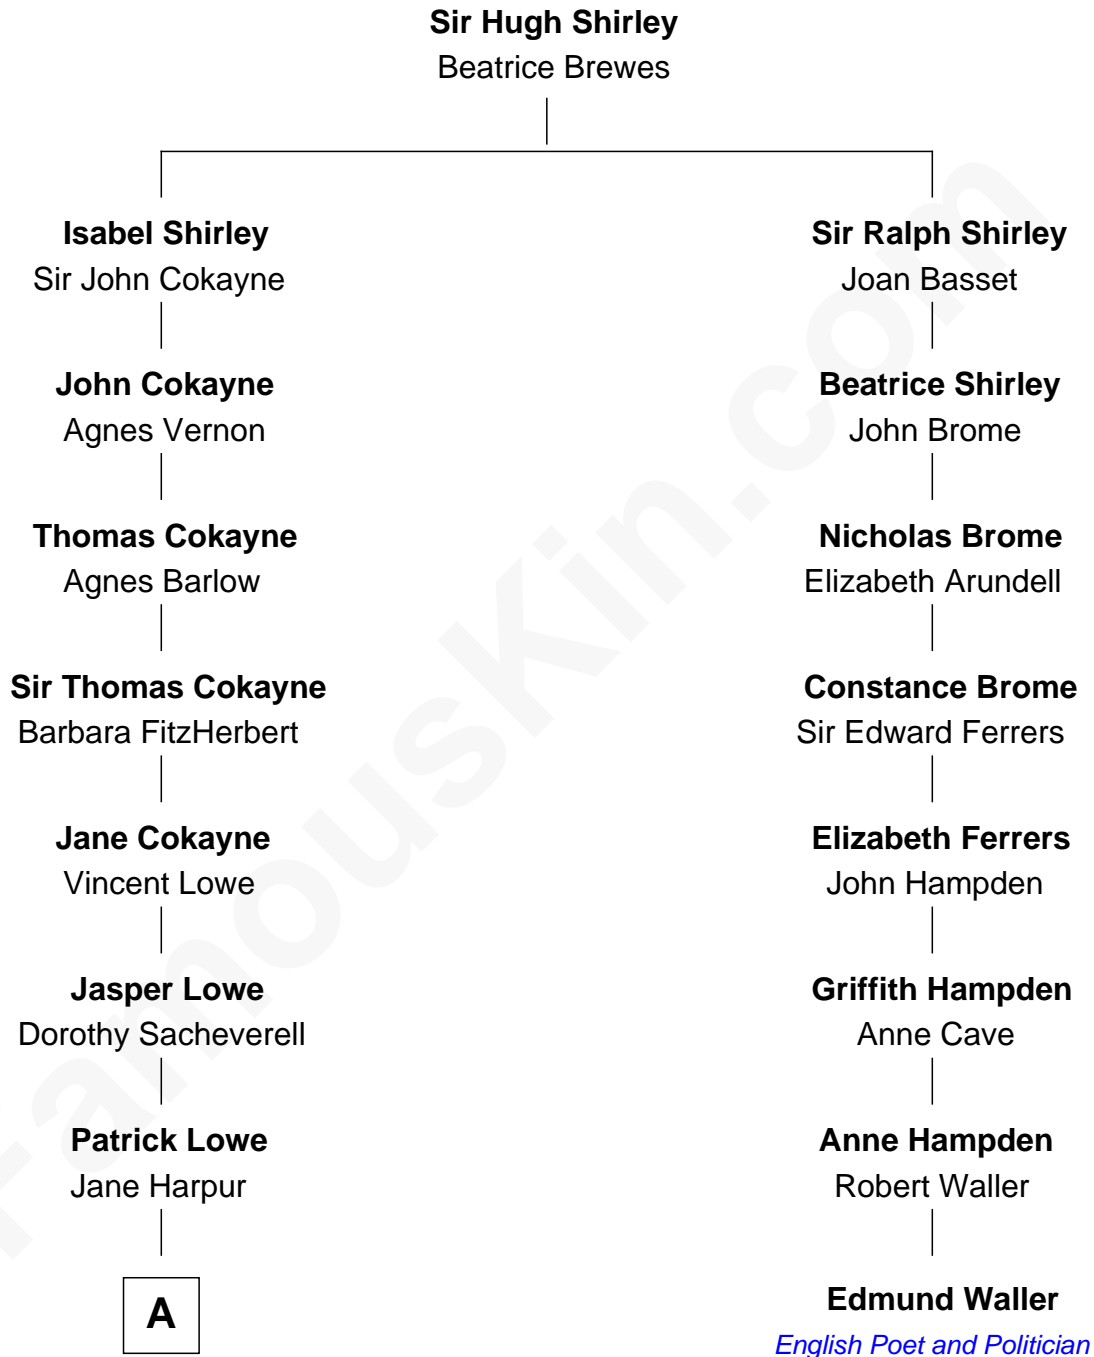 Sir Hugh Shirley
Beatrice Brewes
Isabel Shirley
Sir John Cokayne
John Cokayne
Agnes Vernon
Thomas Cokayne
Agnes Barlow
Sir Thomas Cokayne
Barbara FitzHerbert
Jane Cokayne
Vincent Lowe
Jasper Lowe
Dorothy Sacheverell
Patrick Lowe
Jane Harpur
A
Sir Ralph Shirley
Joan Basset
Beatrice Shirley
John Brome
Nicholas Brome
Elizabeth Arundell
Constance Brome
Sir Edward Ferrers
Elizabeth Ferrers
John Hampden
Griffith Hampden
Anne Cave
Anne Hampden
Robert Waller
Edmund Waller
English Poet and Politician
FamousKin.com